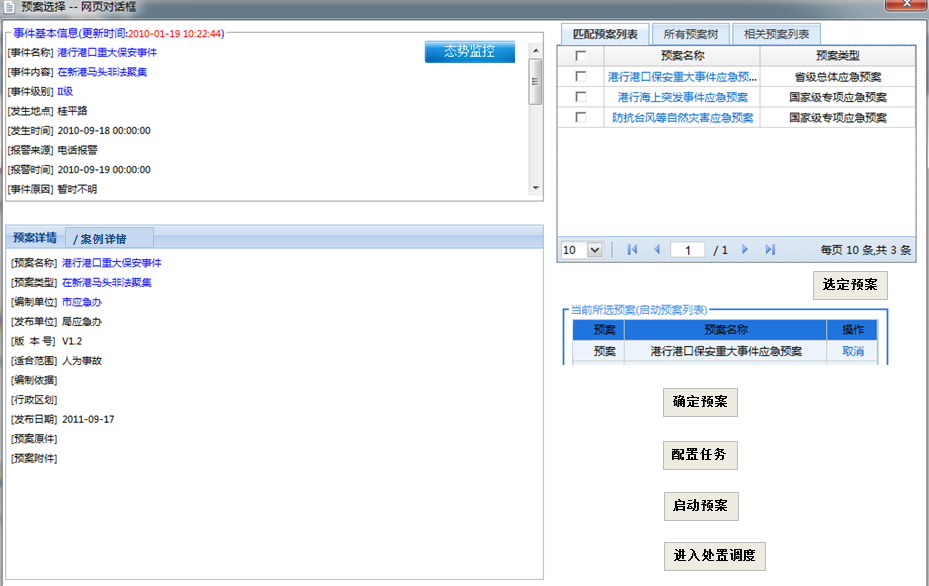 预案选择 -- 网页对话框
事件基本信息(更新时间:2010-01-19 10:22:44)
[事件名称] 港行港口重大保安事件
态势监控
[事件内容] 在新港马头非法聚集
[事件级别] II级
[发生地点] 桂平路
[发生时间] 2010-09-18 00:00:00
[报警来源] 电话报警
[报警时间] 2010-09-19 00:00:00
[事件原因] 暂时不明
预案详情 / 案例详情
[预案名称] 港行港口重大保安事件
[预案类型] 在新港马头非法聚集
[编制单位] 市应急办
[发布单位] 局应急办
[版 本 号] V1.2
[适合范围] 人为事故
[编制依据]
[行政区划]
[发布日期] 2011-09-17
[预案原件]
[预案附件]
匹配预案列表 所有预案树 相关预案列表
预案名称 预案类型
港行港口保安重大事件应急预... 省级总体应急预案
港行海上突发事件应急预案 国家级专项应急预案
防抗台风等自然灾害应急预案 国家级专项应急预案
10 1 / 1 每页 10 条,共 3 条
选定预案
当前所选预案(启动预案列表)
预案 预案名称 操作
预案 港行港口保安重大事件应急预案 取消
确定预案
配置任务
启动预案
进入处置调度